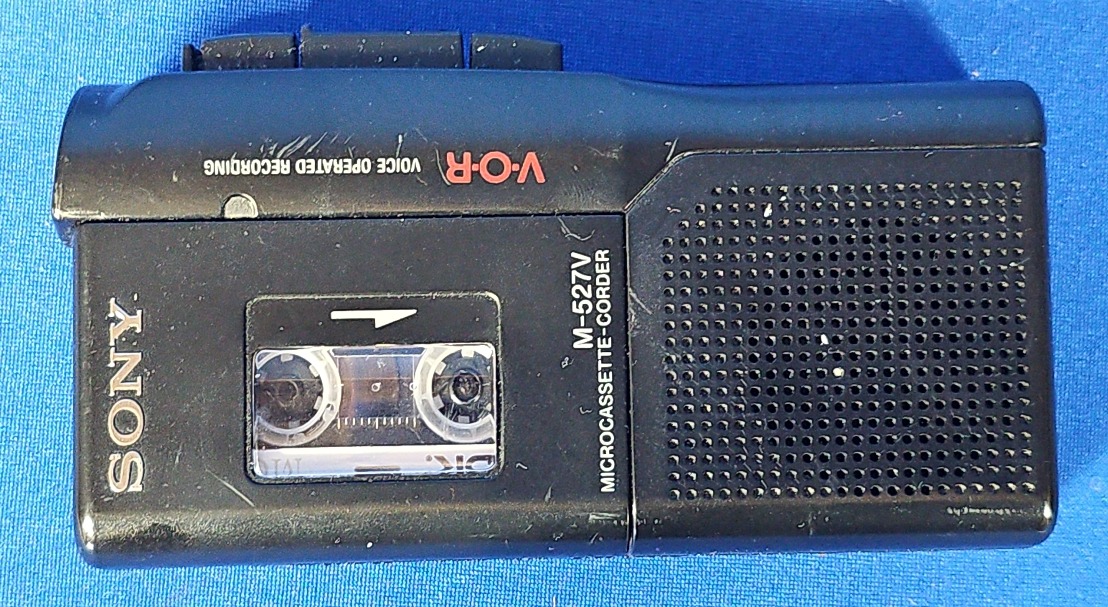 SONY
V·O·R VOICE OPERATED RECORDING
M-527V
MICROCASSETTE-CORDER